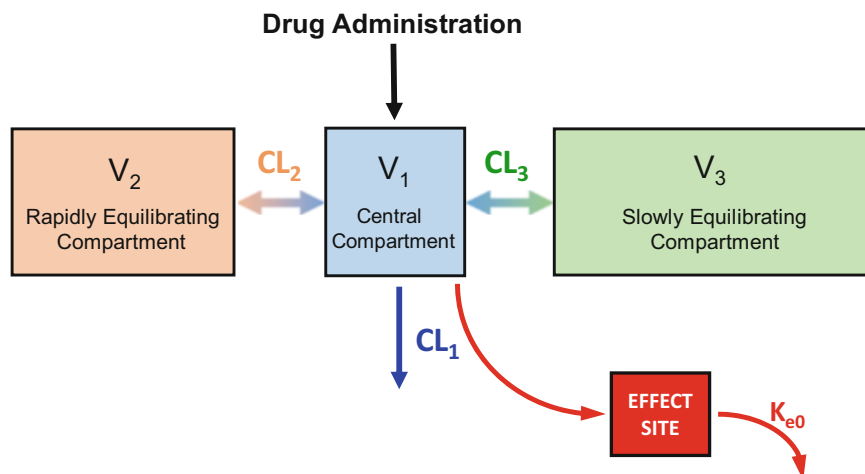 Drug Administration
V₂
Rapidly Equilibrating
Compartment
CL₂
V₁
Central
Compartment
CL₃
V₃
Slowly Equilibrating
Compartment
CL₁
EFFECT
SITE
Kₑ₀